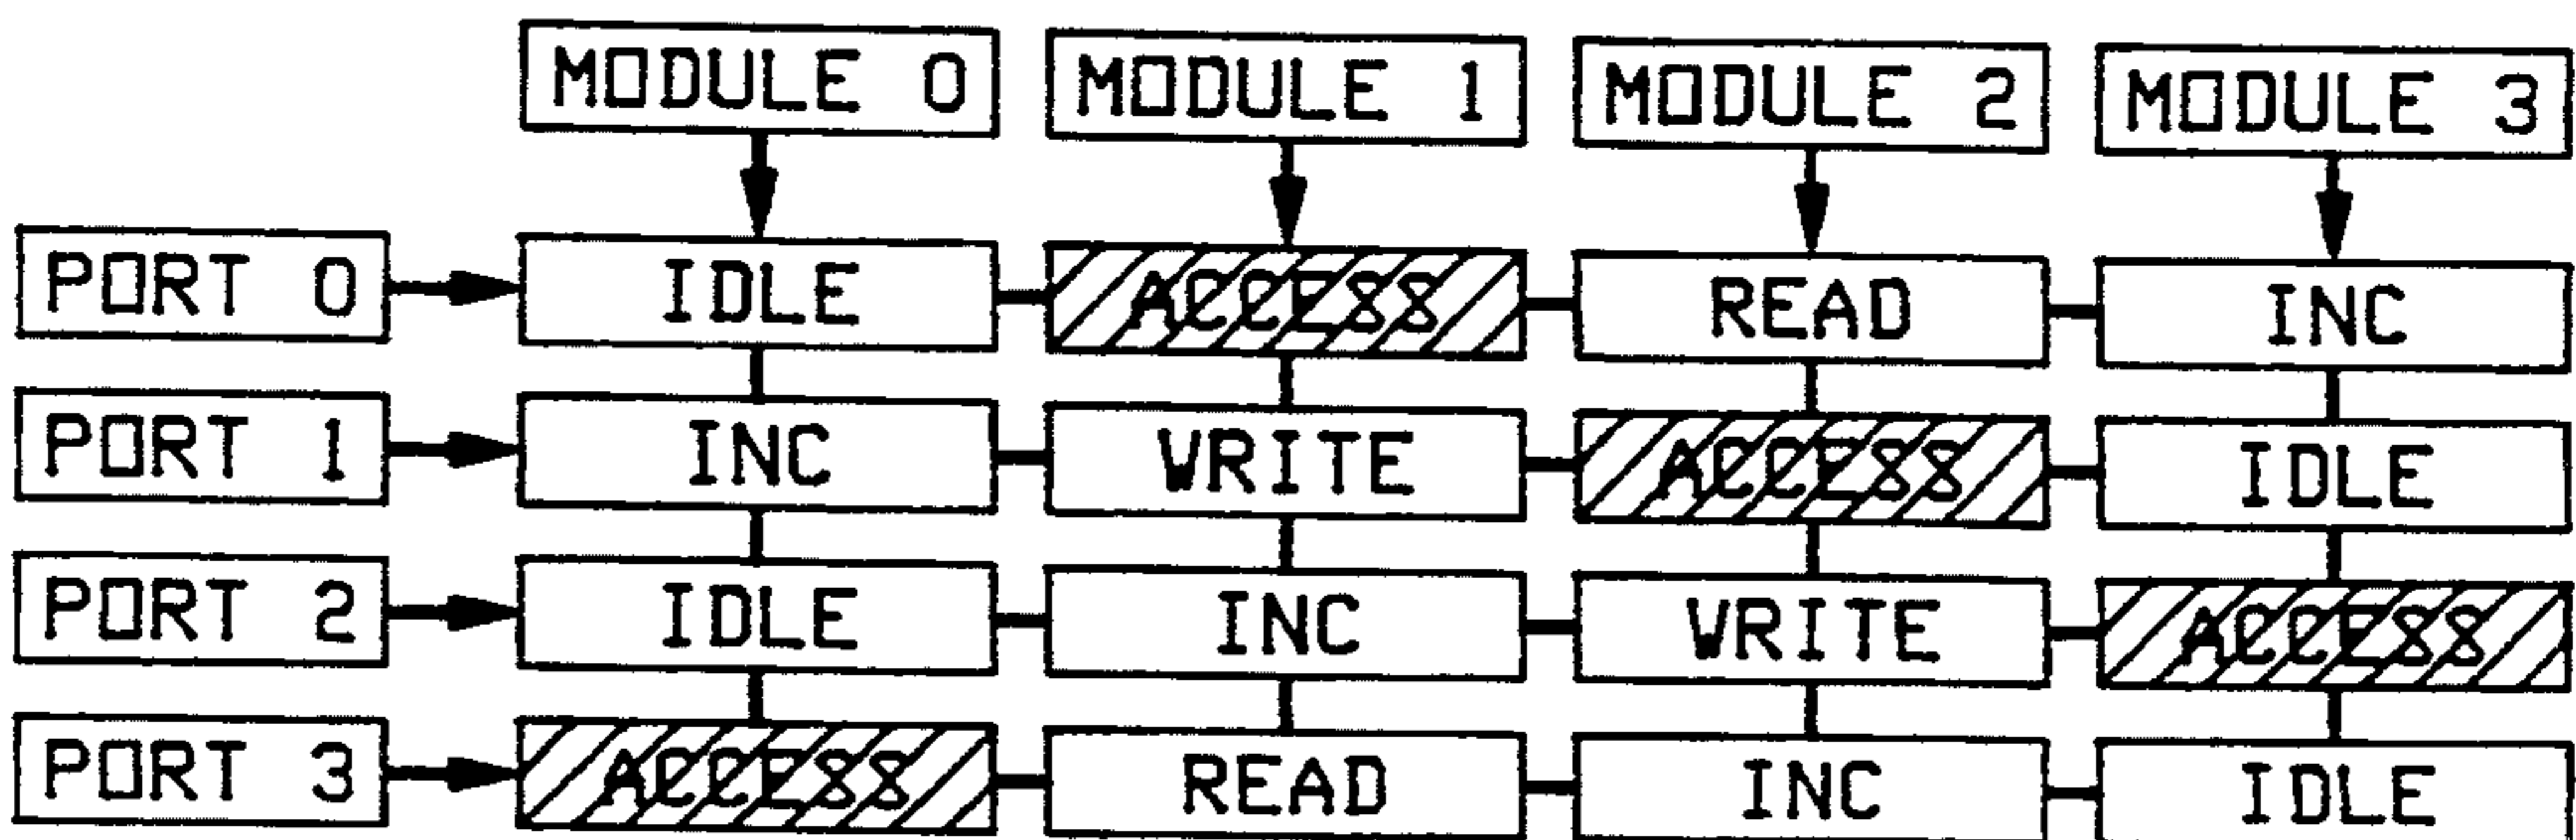 MODULE 0 MODULE 1 MODULE 2 MODULE 3
PORT 0 IDLE ACCESS READ INC
PORT 1 INC WRITE ACCESS IDLE
PORT 2 IDLE INC WRITE ACCESS
PORT 3 ACCESS READ INC IDLE